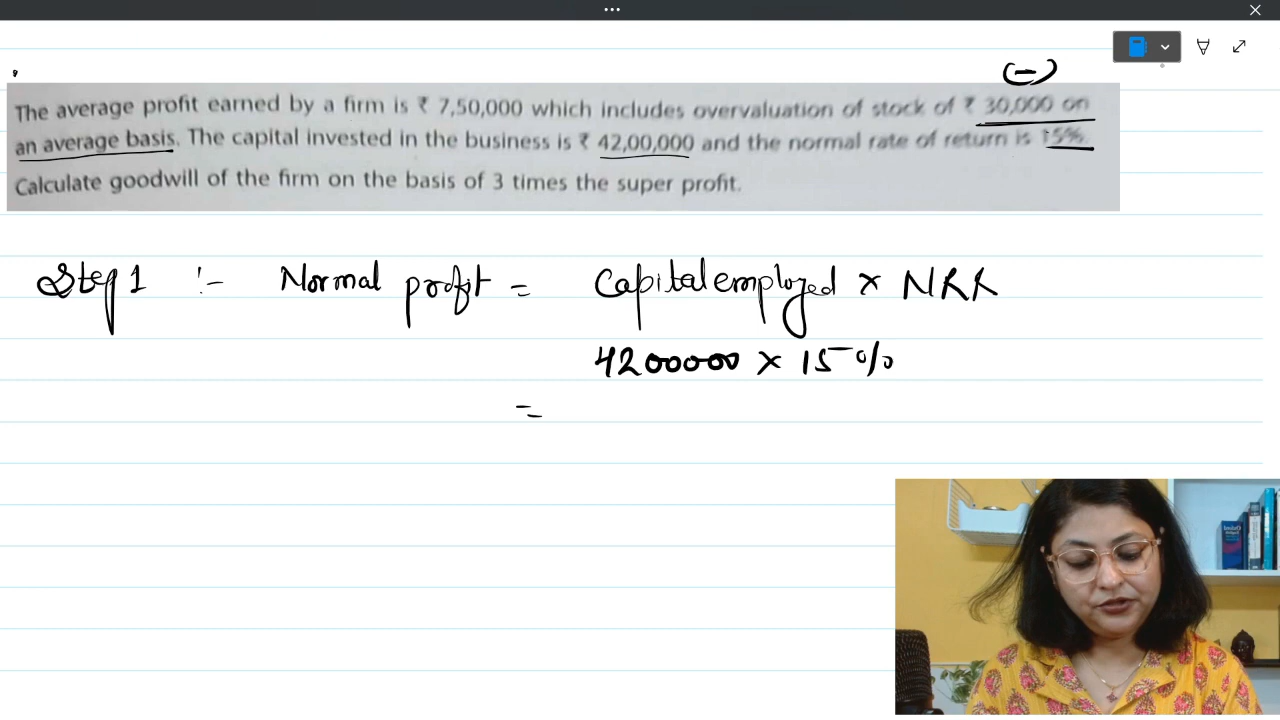 (-)
The average profit earned by a firm is ₹ 7,50,000 which includes overvaluation of stock of ₹ 30,000 on
an average basis. The capital invested in the business is ₹ 42,00,000 and the normal rate of return is 15%.
Calculate goodwill of the firm on the basis of 3 times the super profit.
Step 1 :- Normal profit = Capital employed × NRR
4200000 × 15%
=